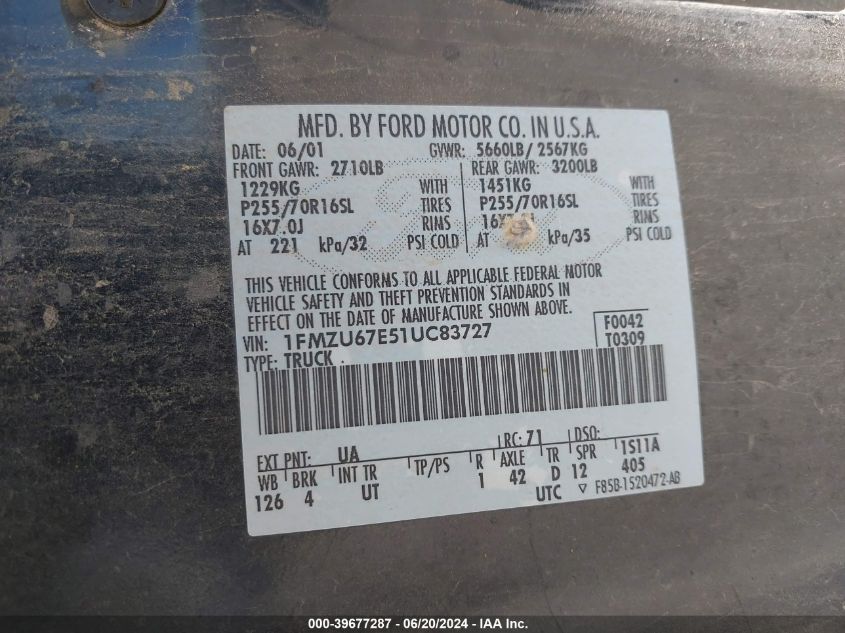 MFD. BY FORD MOTOR CO. IN U.S.A.
DATE: 06/01 GVWR: 5660LB/ 2567KG
FRONT GAWR: 2710LB REAR GAWR: 3200LB
1229KG WITH 1451KG WITH
P255/70R16SL TIRES P255/70R16SL TIRES
16X7.0J RIMS 16X7.0J RIMS
AT 221 kPa/32 PSI COLD AT kPa/35 PSI COLD
THIS VEHICLE CONFORMS TO ALL APPLICABLE FEDERAL MOTOR
VEHICLE SAFETY AND THEFT PREVENTION STANDARDS IN
EFFECT ON THE DATE OF MANUFACTURE SHOWN ABOVE.
VIN: 1FMZU67E51UC83727 F0042
TYPE: TRUCK T0309
EXT PNT: UA RC: 71 DSO:
WB BRK INT TR TP/PS R AXLE TR SPR 1S11A
126 4 UT 1 42 D 12 405
UTC F85B-1520472-AB
000-39677287 - 06/20/2024 - IAA Inc.